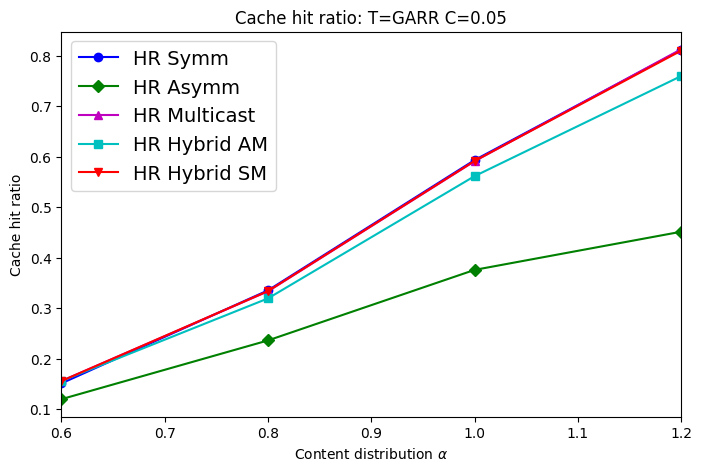 Cache hit ratio: T=GARR C=0.05
HR Symm
HR Asymm
HR Multicast
HR Hybrid AM
HR Hybrid SM
Cache hit ratio
0.8
0.7
0.6
0.5
0.4
0.3
0.2
0.1
0.6 0.7 0.8 0.9 1.0 1.1 1.2
Content distribution α